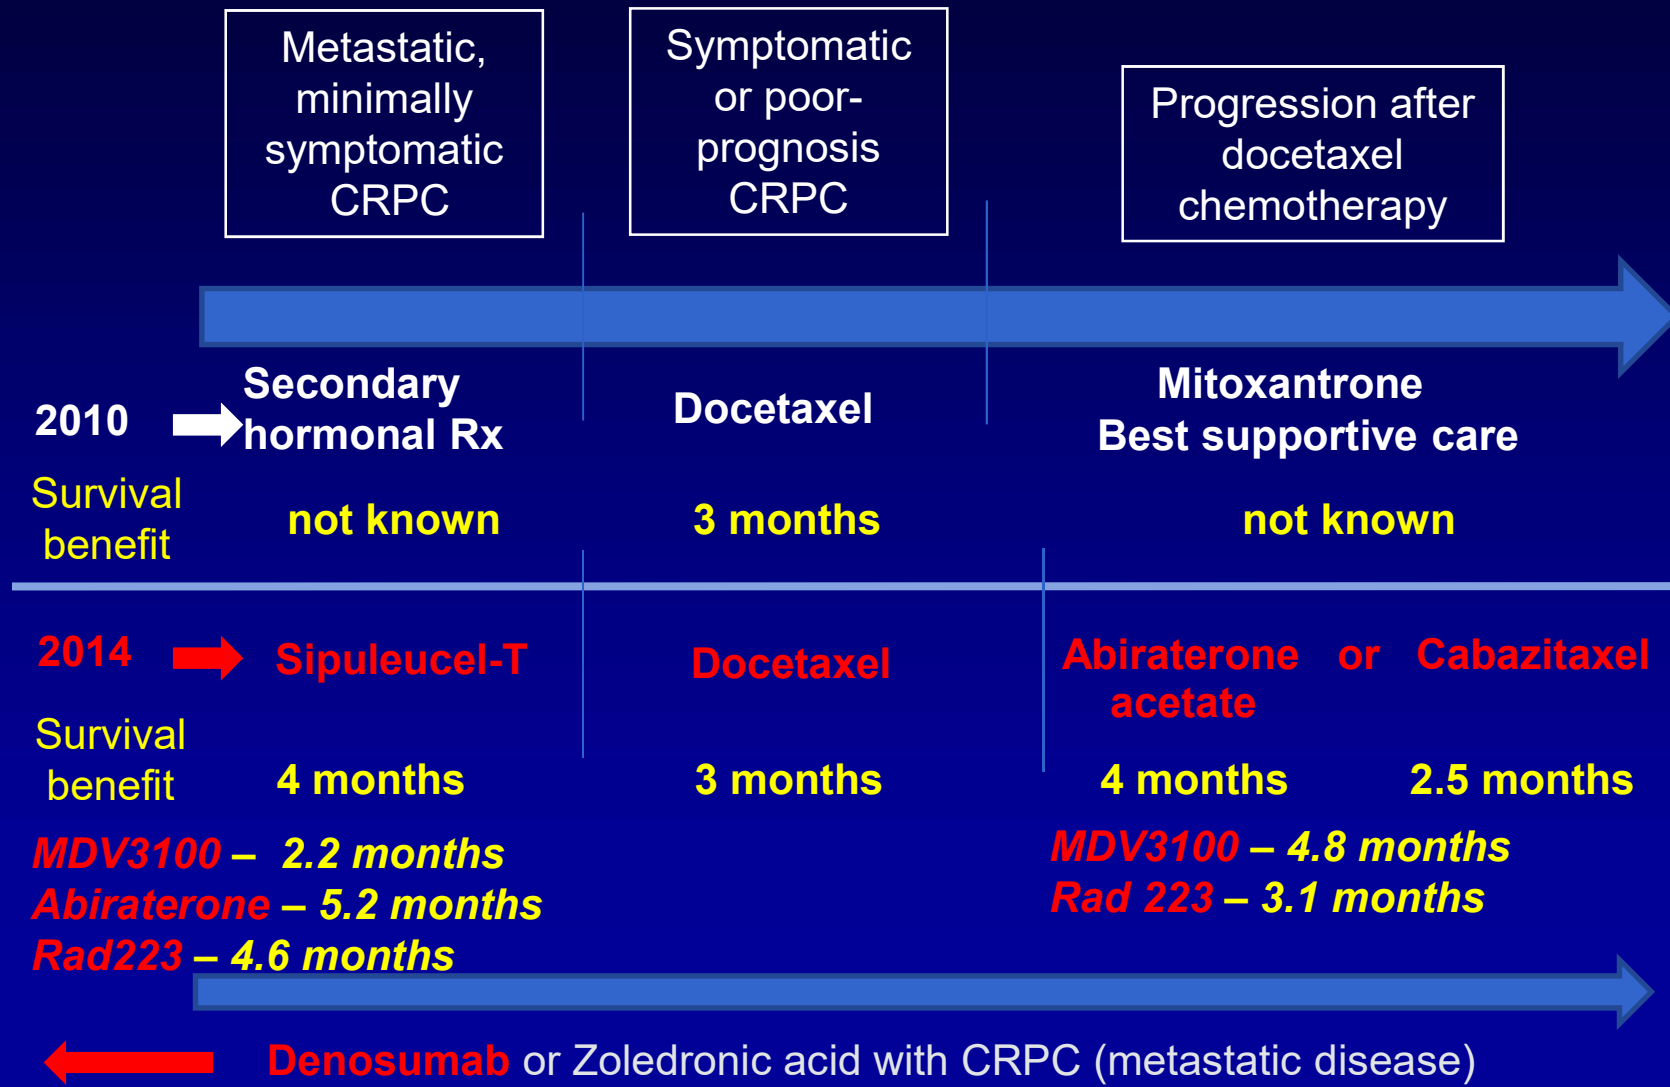 Metastatic,
minimally
symptomatic
CRPC
Symptomatic
or poor-
prognosis
CRPC
Progression after
docetaxel
chemotherapy
2010
Secondary
hormonal Rx
Docetaxel
Mitoxantrone
Best supportive care
Survival
benefit
not known
3 months
not known
2014
Sipuleucel-T
Docetaxel
Abiraterone or Cabazitaxel
acetate
Survival
benefit
4 months
3 months
4 months
2.5 months
MDV3100 – 2.2 months
Abiraterone – 5.2 months
Rad223 – 4.6 months
MDV3100 – 4.8 months
Rad 223 – 3.1 months
Denosumab or Zoledronic acid with CRPC (metastatic disease)